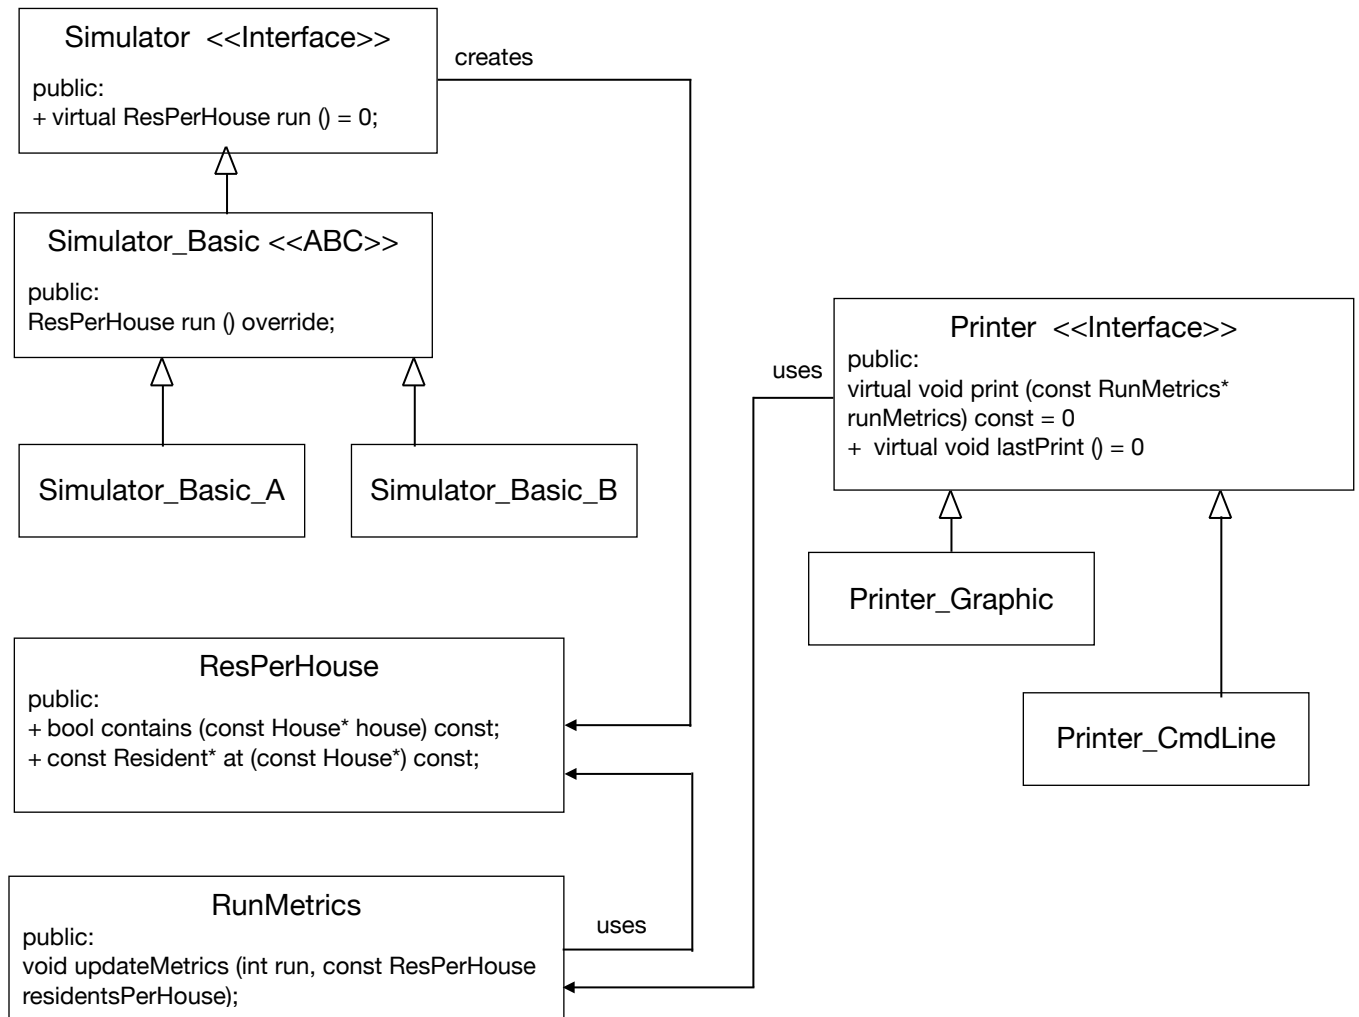 Simulator <<Interface>>
public:
+ virtual ResPerHouse run () = 0;
creates
Simulator_Basic <<ABC>>
public:
ResPerHouse run () override;
Simulator_Basic_A
Simulator_Basic_B
Printer <<Interface>>
public:
virtual void print (const RunMetrics*
runMetrics) const = 0
+ virtual void lastPrint () = 0
uses
Printer_Graphic
Printer_CmdLine
ResPerHouse
public:
+ bool contains (const House* house) const;
+ const Resident* at (const House*) const;
RunMetrics
public:
void updateMetrics (int run, const ResPerHouse
residentsPerHouse);
uses